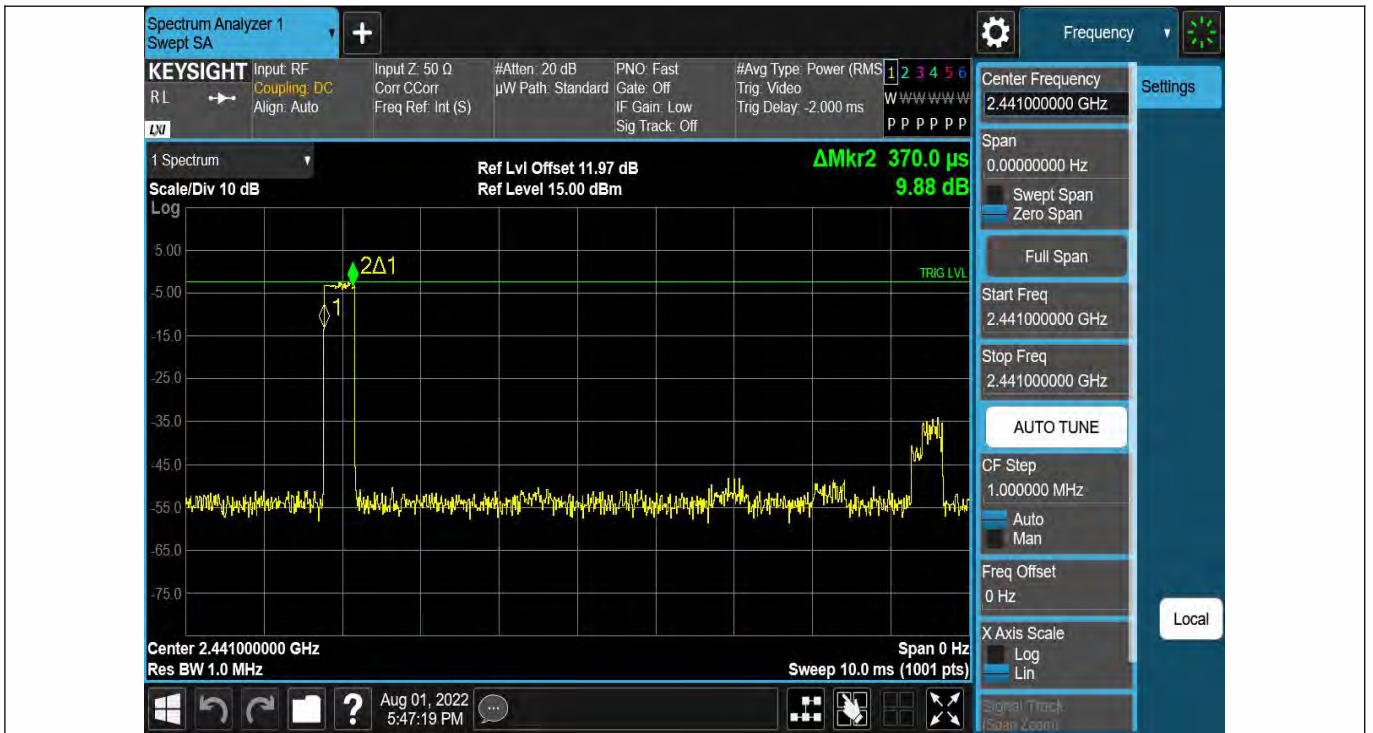 Spectrum Analyzer 1
Swept SA
+
Frequency
KEYSIGHT
R L
LXI
Input: RF
Coupling: DC
Align: Auto
Input Z: 50 Ω
Corr CCorr
Freq Ref: Int (S)
#Atten: 20 dB
µW Path: Standard
PNO: Fast
Gate: Off
IF Gain: Low
Sig Track: Off
#Avg Type: Power (RMS
Trig: Video
Trig Delay: -2.000 ms
1 2 3 4 5 6
W W W W W W
P P P P P P
1 Spectrum
Scale/Div 10 dB
Log
Ref Lvl Offset 11.97 dB
Ref Level 15.00 dBm
ΔMkr2 370.0 µs
9.88 dB
5.00
-5.00
-15.0
-25.0
-35.0
-45.0
-55.0
-65.0
-75.0
2Δ1
1
TRIG LVL
Center 2.441000000 GHz
Res BW 1.0 MHz
Span 0 Hz
Sweep 10.0 ms (1001 pts)
Center Frequency
2.441000000 GHz
Settings
Span
0.00000000 Hz
Swept Span
Zero Span
Full Span
Start Freq
2.441000000 GHz
Stop Freq
2.441000000 GHz
AUTO TUNE
CF Step
1.000000 MHz
Auto
Man
Freq Offset
0 Hz
X Axis Scale
Log
Lin
Signal Track
(Span Zoom)
Local
?
Aug 01, 2022
5:47:19 PM